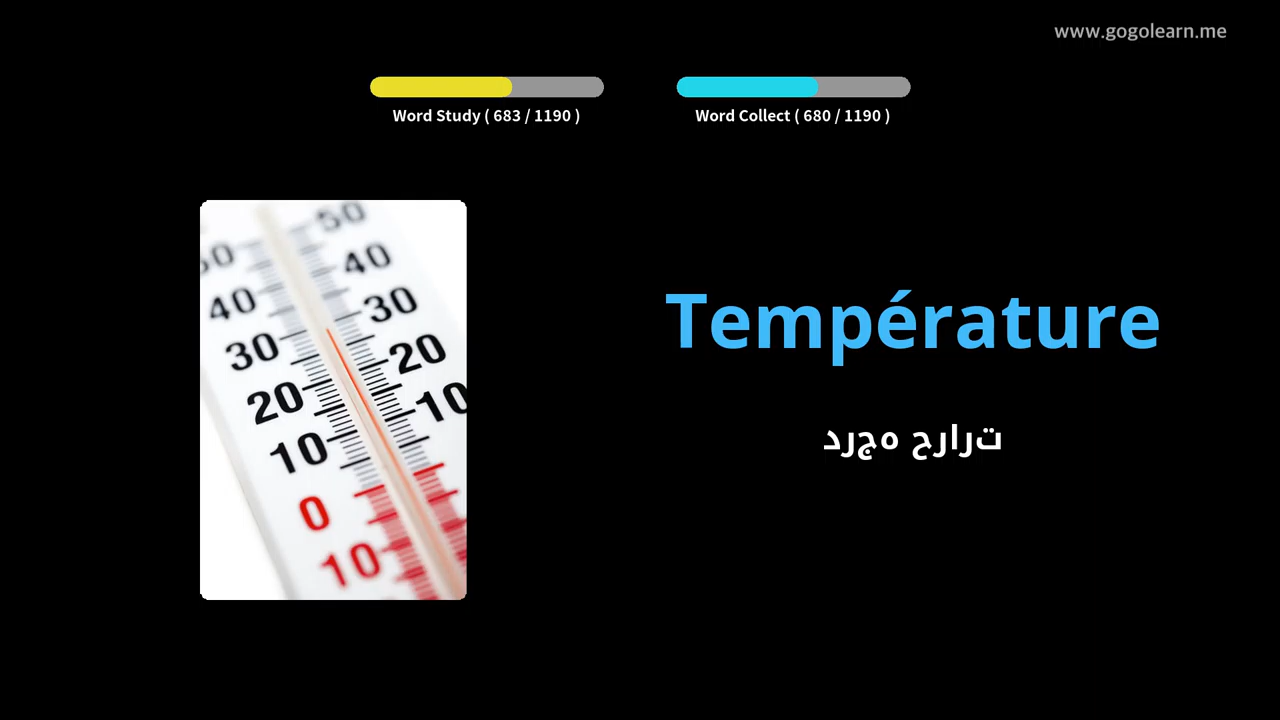 www.gogolearn.me
Word Study ( 683 / 1190 )
Word Collect ( 680 / 1190 )
50
40
40
30
30
20
20
10
10
0
10
Température
درجه حرارت